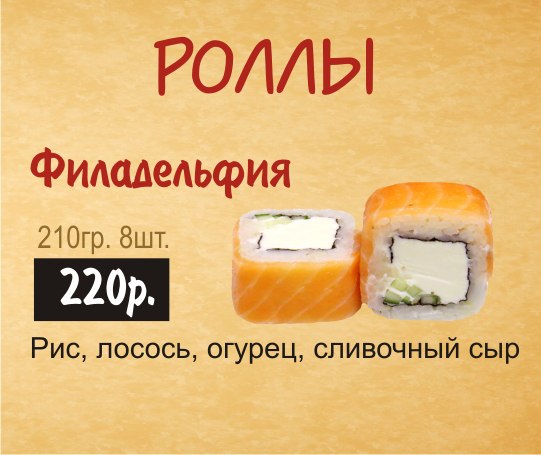 РОЛЛЫ
Филадельфия
210гр. 8шт.
220р.
Рис, лосось, огурец, сливочный сыр